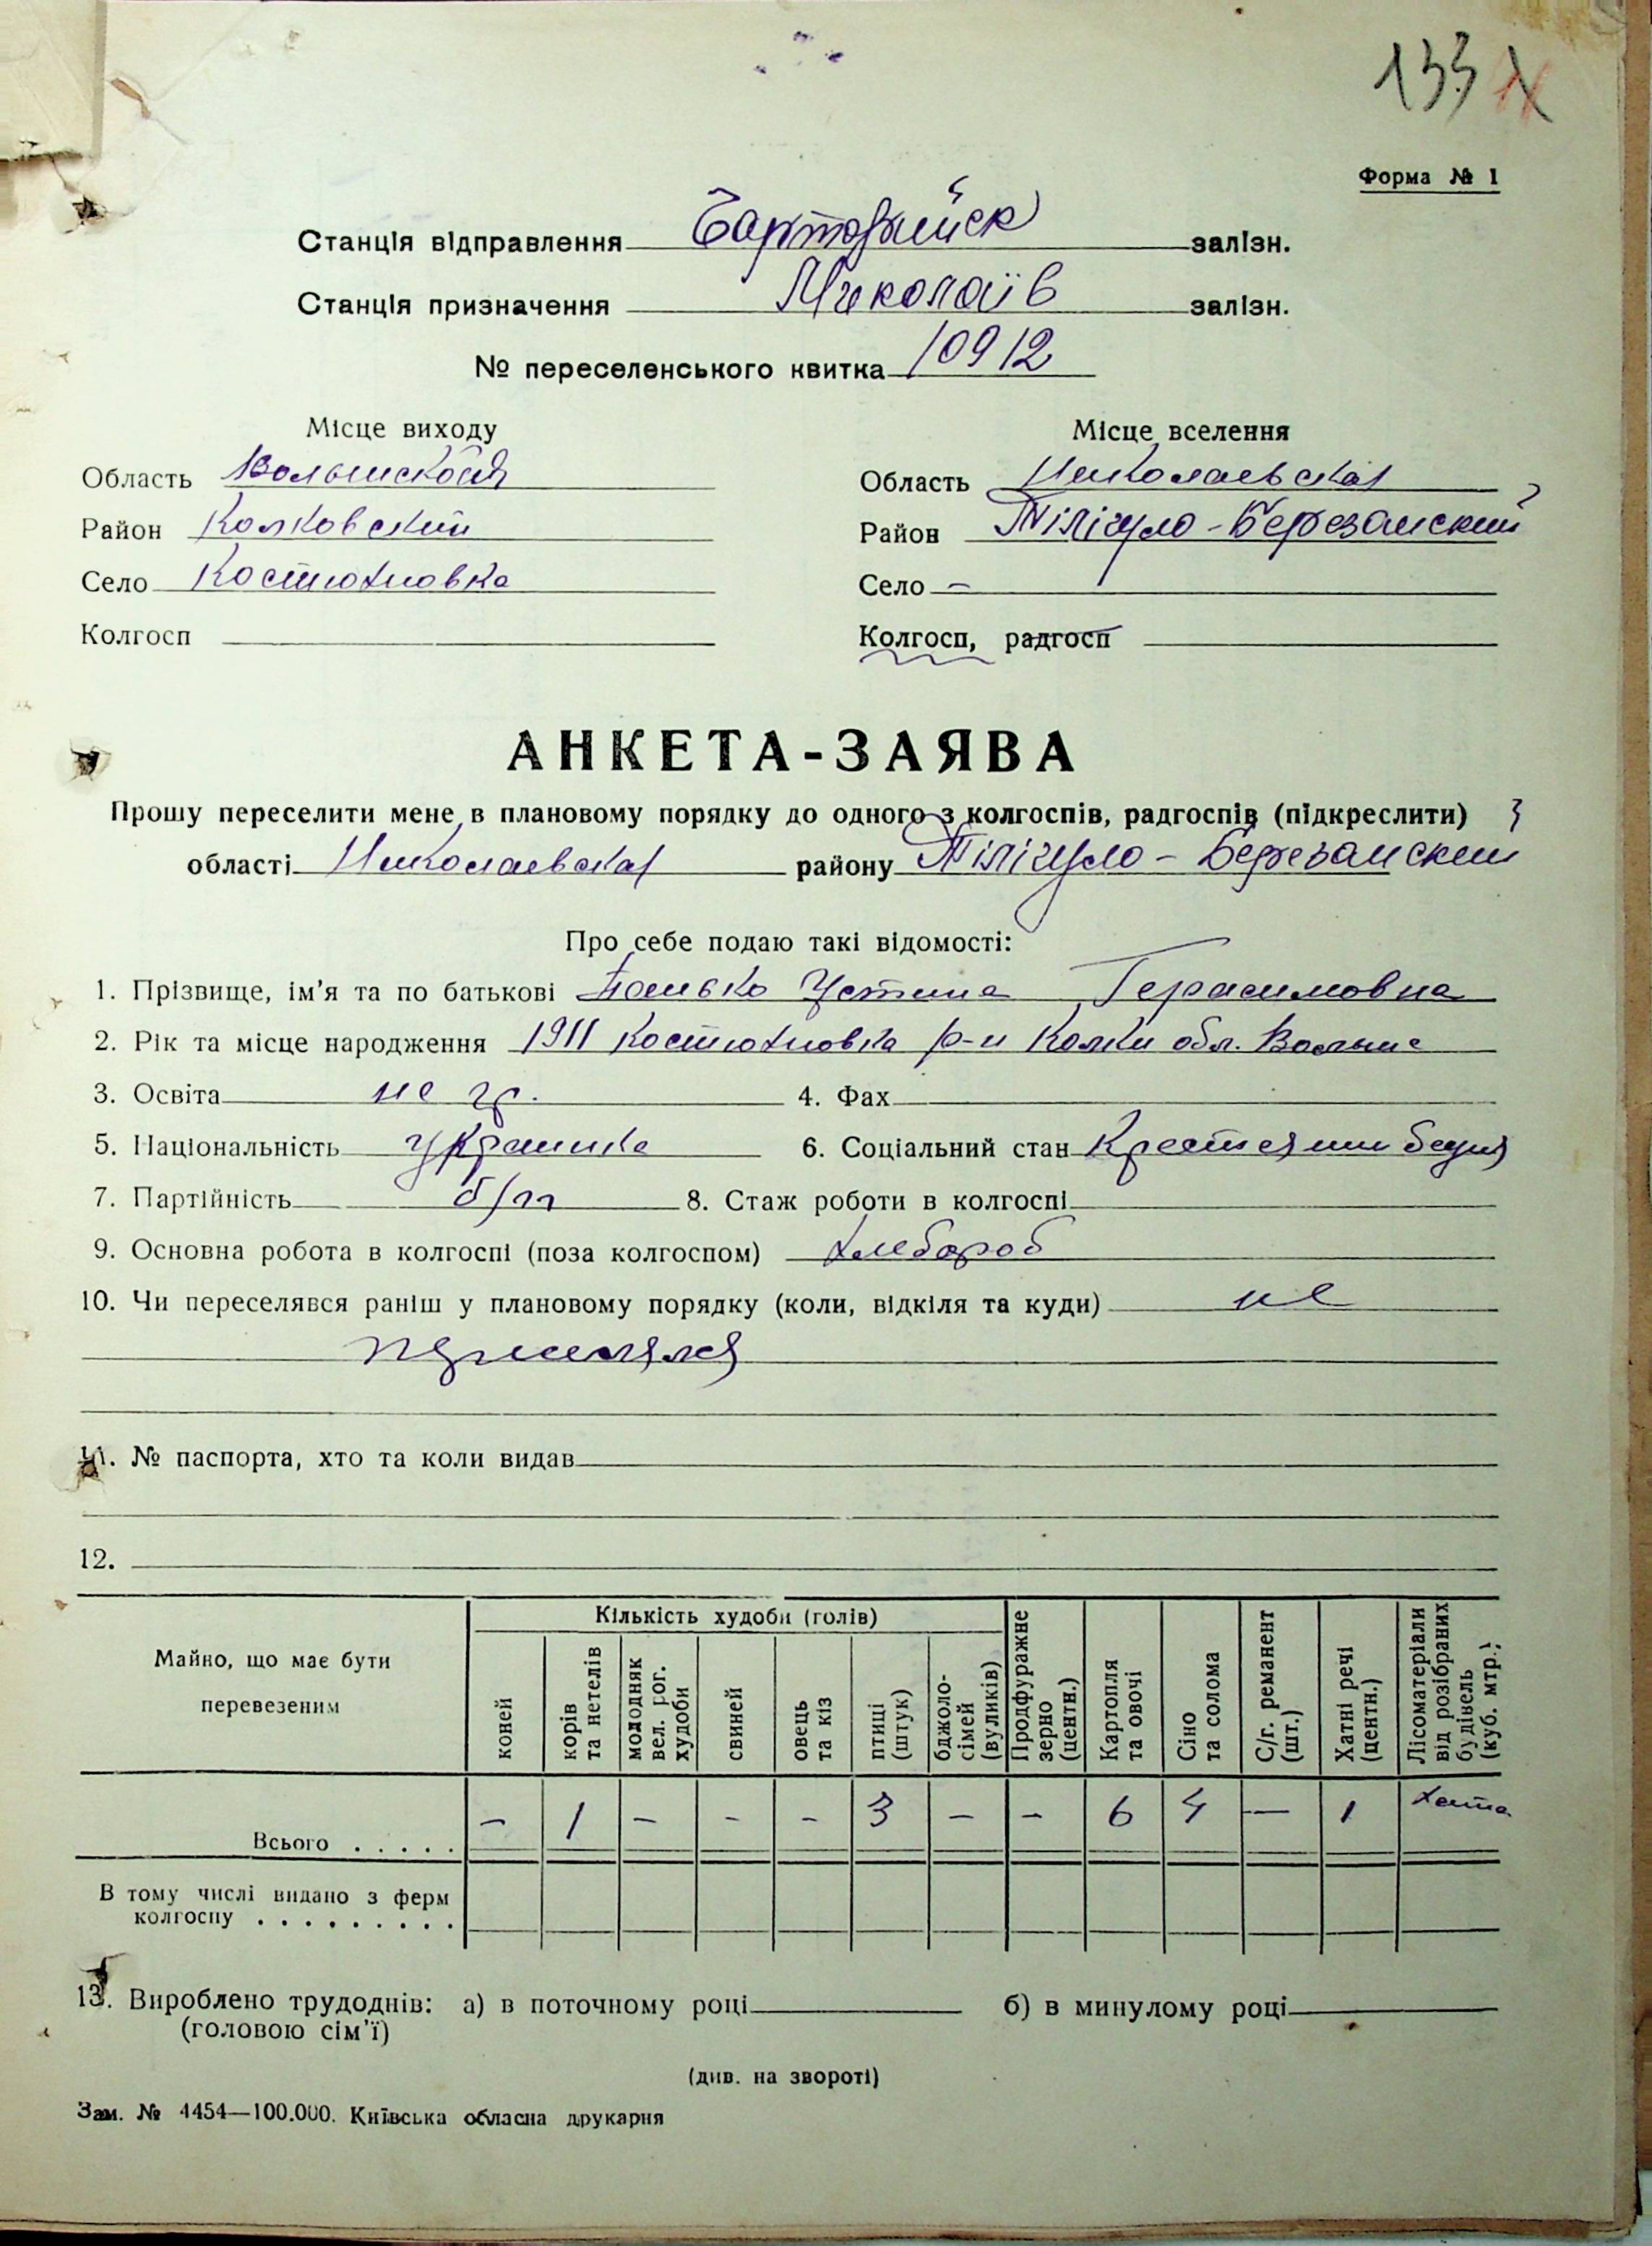 133
Форма № 1
Станція відправлення Чарторийск залізн.
Станція призначення Миколаїв залізн.
№ переселенського квитка 10912
Місце виходу
Область Волынской
Район Колковский
Село Костюхновка
Колгосп
Місце вселення
Область Николаевская
Район Тілігуло-Березанский
Село –
Колгосп, радгосп
АНКЕТА-ЗАЯВА
Прошу переселити мене в плановому порядку до одного з колгоспів, радгоспів (підкреслити)
області Николаевская району Тілігуло-Березанский
Про себе подаю такі відомості:
1. Прізвище, ім'я та по батькові Устина Герасимовна
2. Рік та місце народження 1911 Костюхновка р-н Колки обл. Волынь
3. Освіта не гр. 4. Фах
5. Національність украинка 6. Соціальний стан Крестьянин бедня
7. Партійність б/п 8. Стаж роботи в колгоспі
9. Основна робота в колгоспі (поза колгоспом) хлебороб
10. Чи переселявся раніш у плановому порядку (коли, відкіля та куди) не
11. № паспорта, хто та коли видав
12.
Майно, що має бути перевезеним
Кількість худоби (голів)
коней
корів та нетелів
молодняк вел. рог. худоби
свиней
овець та кіз
птиці (штук)
бджоло-сімей (вуликів)
Продфуражне зерно (центн.)
Картопля та овочі
Сіно та солома
С/г. реманент (шт.)
Хатні речі (центн.)
Лісоматеріали від розібраних будівель (куб. мтр.)
Всього . . . . . – 1 – – – 3 – – 6 4 – 1 хата
В тому числі видано з ферм
колгоспу . . . . . . . . .
13. Вироблено трудоднів: а) в поточному році б) в минулому році
(головою сім'ї)
(див. на звороті)
Зам. № 4454—100.000. Київська обласна друкарня